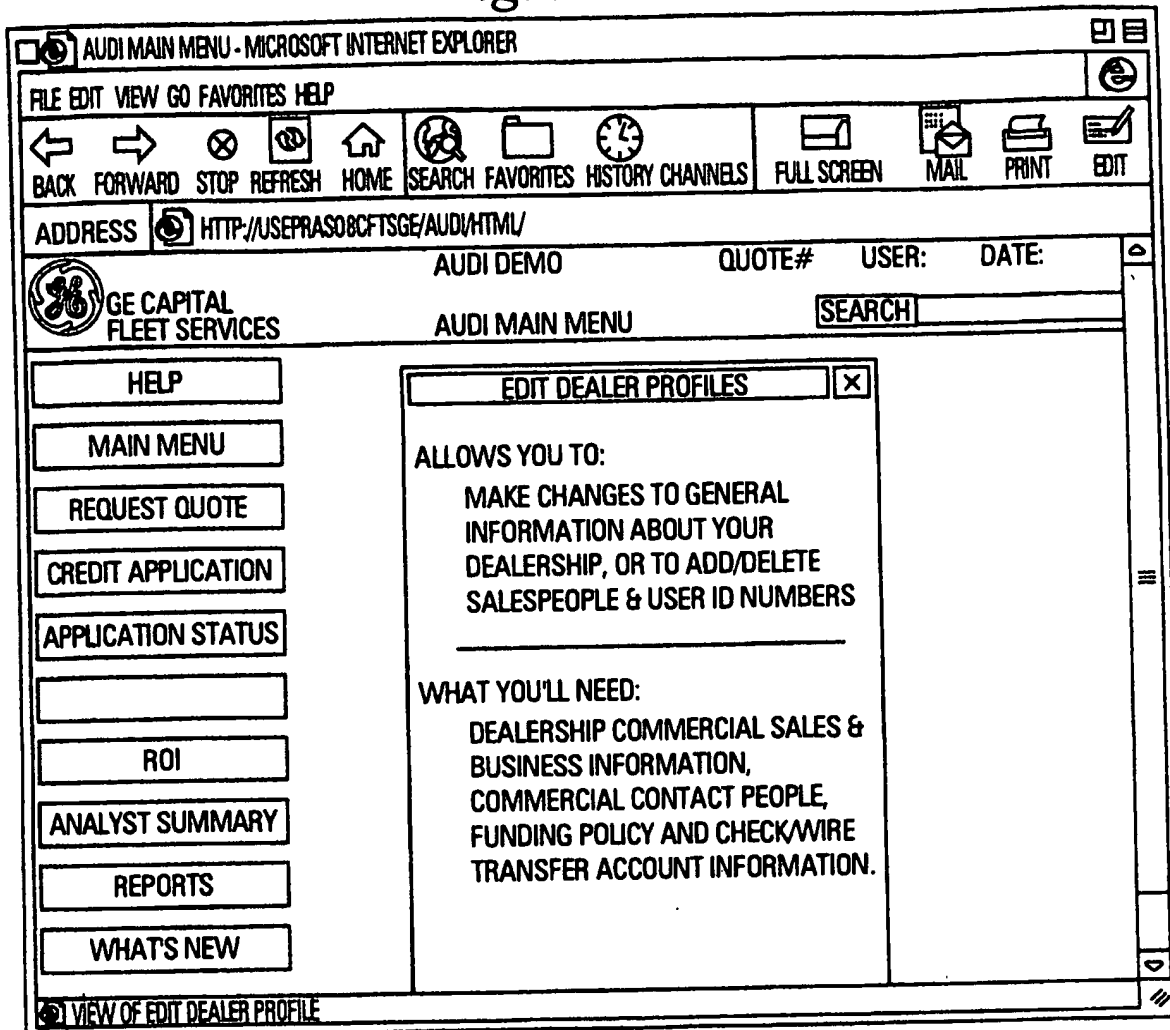 AUDI MAIN MENU - MICROSOFT INTERNET EXPLORER
FILE EDIT VIEW GO FAVORITES HELP
BACK FORWARD STOP REFRESH HOME SEARCH FAVORITES HISTORY CHANNELS FULL SCREEN MAIL PRINT EDIT
ADDRESS HTTP://USEPRAS08CFTSGE/AUDI/HTML/
AUDI DEMO QUOTE# USER: DATE:
GE CAPITAL
FLEET SERVICES
AUDI MAIN MENU SEARCH
HELP
MAIN MENU
REQUEST QUOTE
CREDIT APPLICATION
APPLICATION STATUS
ROI
ANALYST SUMMARY
REPORTS
WHAT'S NEW
EDIT DEALER PROFILES X
ALLOWS YOU TO:
MAKE CHANGES TO GENERAL
INFORMATION ABOUT YOUR
DEALERSHIP, OR TO ADD/DELETE
SALESPEOPLE & USER ID NUMBERS
WHAT YOU'LL NEED:
DEALERSHIP COMMERCIAL SALES &
BUSINESS INFORMATION,
COMMERCIAL CONTACT PEOPLE,
FUNDING POLICY AND CHECK/WIRE
TRANSFER ACCOUNT INFORMATION.
VIEW OF EDIT DEALER PROFILE